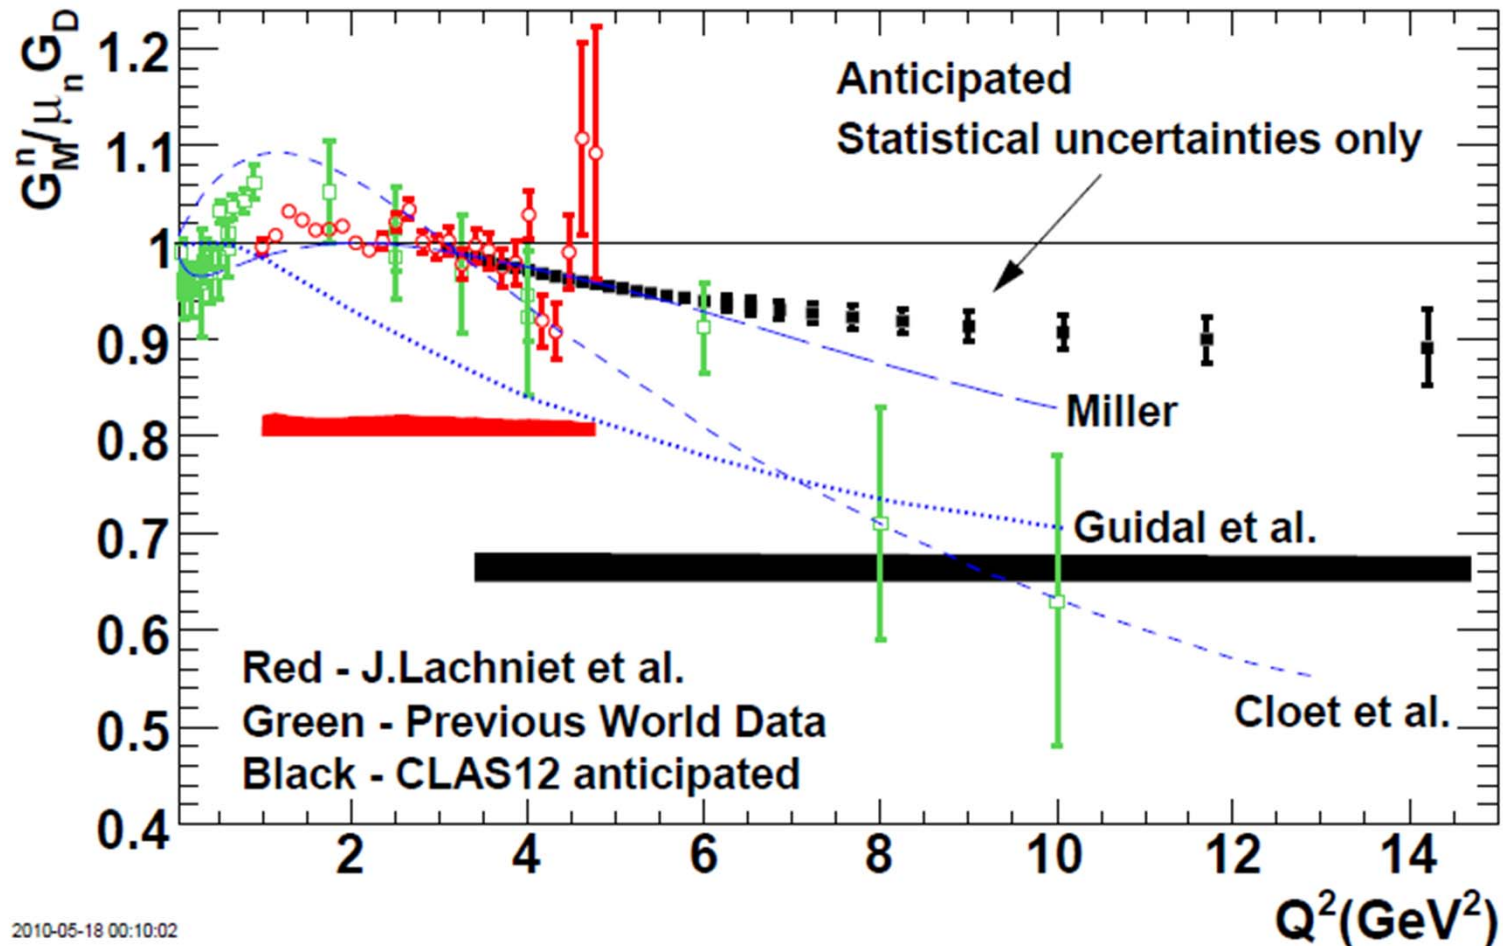 G_M^n/μ_n G_D
1.2
1.1
1
0.9
0.8
0.7
0.6
0.5
0.4
Anticipated
Statistical uncertainties only
Miller
Guidal et al.
Cloet et al.
Red - J.Lachniet et al.
Green - Previous World Data
Black - CLAS12 anticipated
2 4 6 8 10 12 14
Q²(GeV²)
2010-05-18 00:10:02